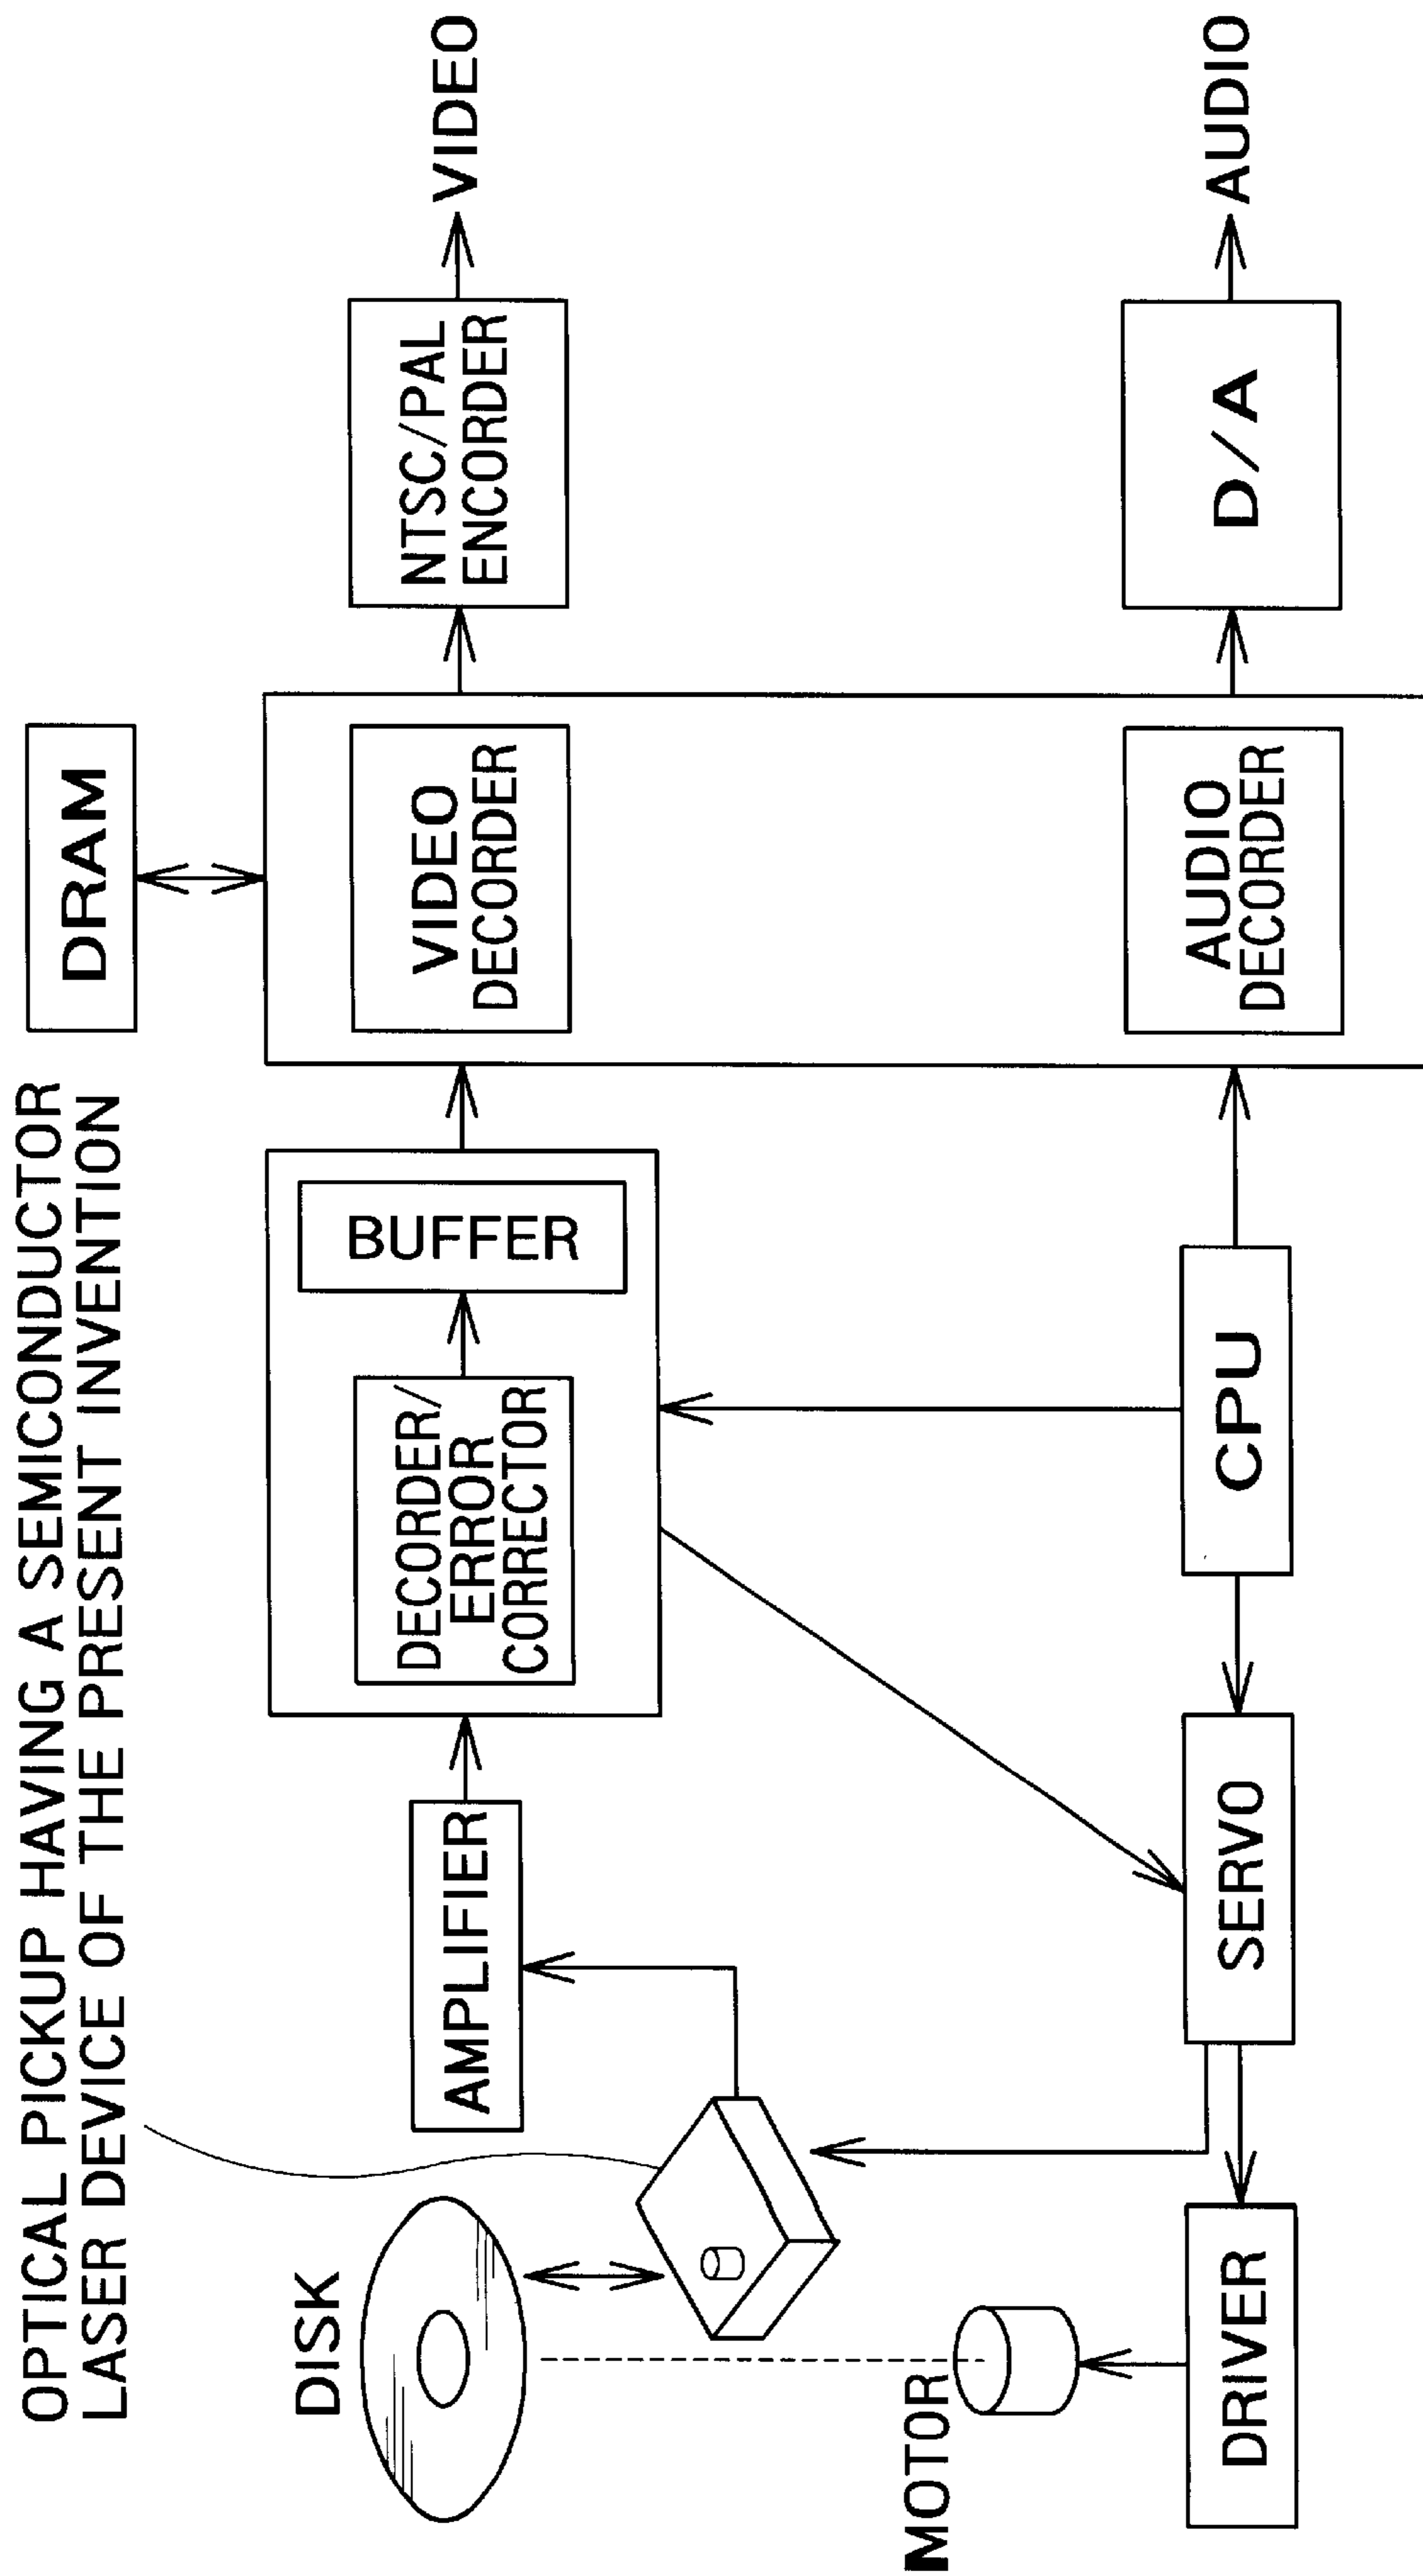 OPTICAL PICKUP HAVING A SEMICONDUCTOR
LASER DEVICE OF THE PRESENT INVENTION
DRAM
DISK
AMPLIFIER
DECORDER/
ERROR
CORRECTOR
BUFFER
VIDEO
DECORDER
NTSC/PAL
ENCORDER
VIDEO
MOTOR
DRIVER
SERVO
CPU
AUDIO
DECORDER
D/A
AUDIO